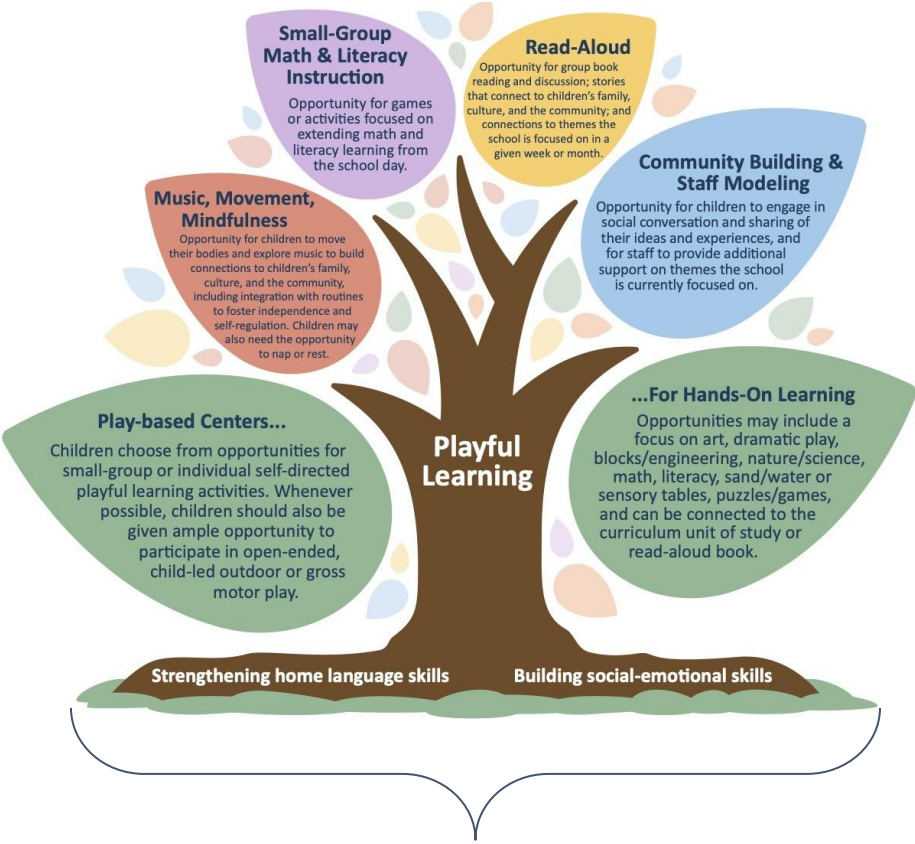 Small-Group
Math & Literacy
Instruction
Opportunity for games
or activities focused on
extending math and
literacy learning from
the school day.
Read-Aloud
Opportunity for group book
reading and discussion; stories
that connect to children's family,
culture, and the community; and
connections to themes the
school is focused on in a
given week or month.
Music, Movement,
Mindfulness
Opportunity for children to move
their bodies and explore music to build
connections to children's family,
culture, and the community,
including integration with routines
to foster independence and
self-regulation. Children may
also need the opportunity
to nap or rest.
Community Building &
Staff Modeling
Opportunity for children to engage in
social conversation and sharing of
their ideas and experiences, and
for staff to provide additional
support on themes the school
is currently focused on.
Play-based Centers...
Children choose from opportunities for
small-group or individual self-directed
playful learning activities. Whenever
possible, children should also be
given ample opportunity to
participate in open-ended,
child-led outdoor or gross
motor play.
Playful
Learning
...For Hands-On Learning
Opportunities may include a
focus on art, dramatic play,
blocks/engineering, nature/science,
math, literacy, sand/water or
sensory tables, puzzles/games,
and can be connected to the
curriculum unit of study or
read-aloud book.
Strengthening home language skills
Building social-emotional skills